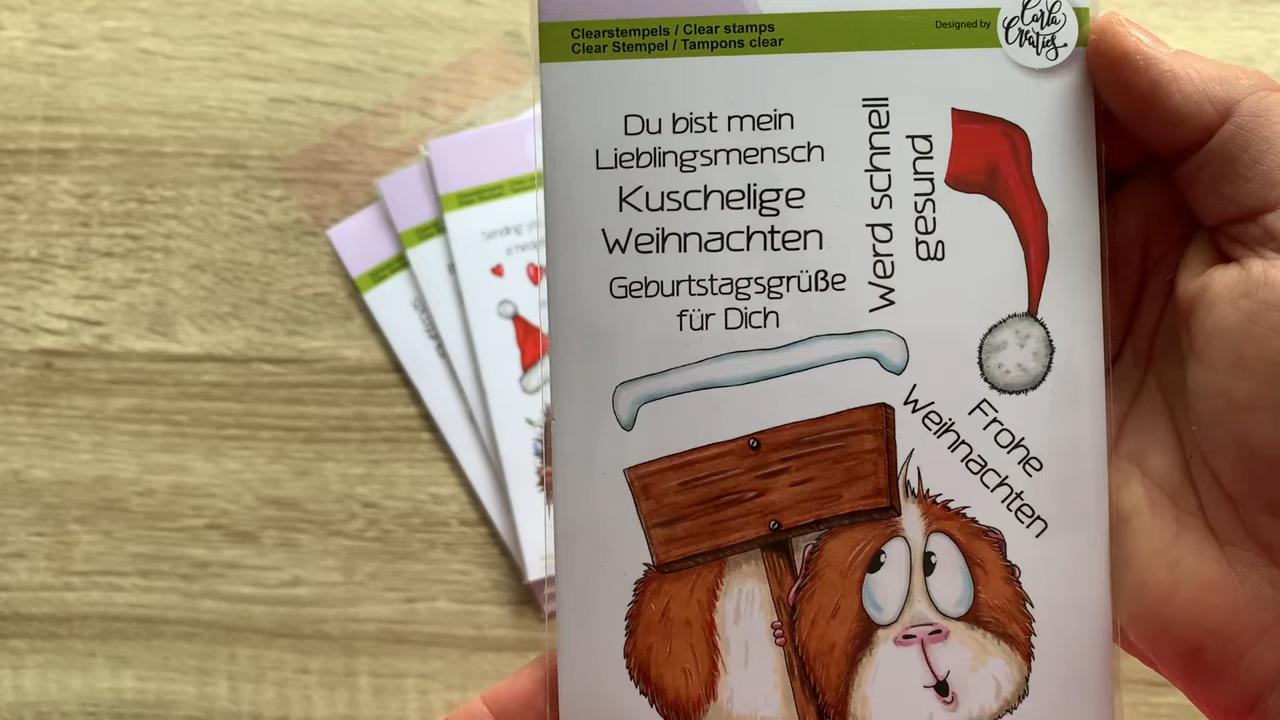 Clearstempels / Clear stamps
Clear Stempel / Tampons clear
Designed by
Carla
Creaties
Du bist mein
Lieblingsmensch
Kuschelige
Weihnachten
Geburtstagsgrüße
für Dich
Werd schnell
gesund
Frohe
Weihnachten
Sending